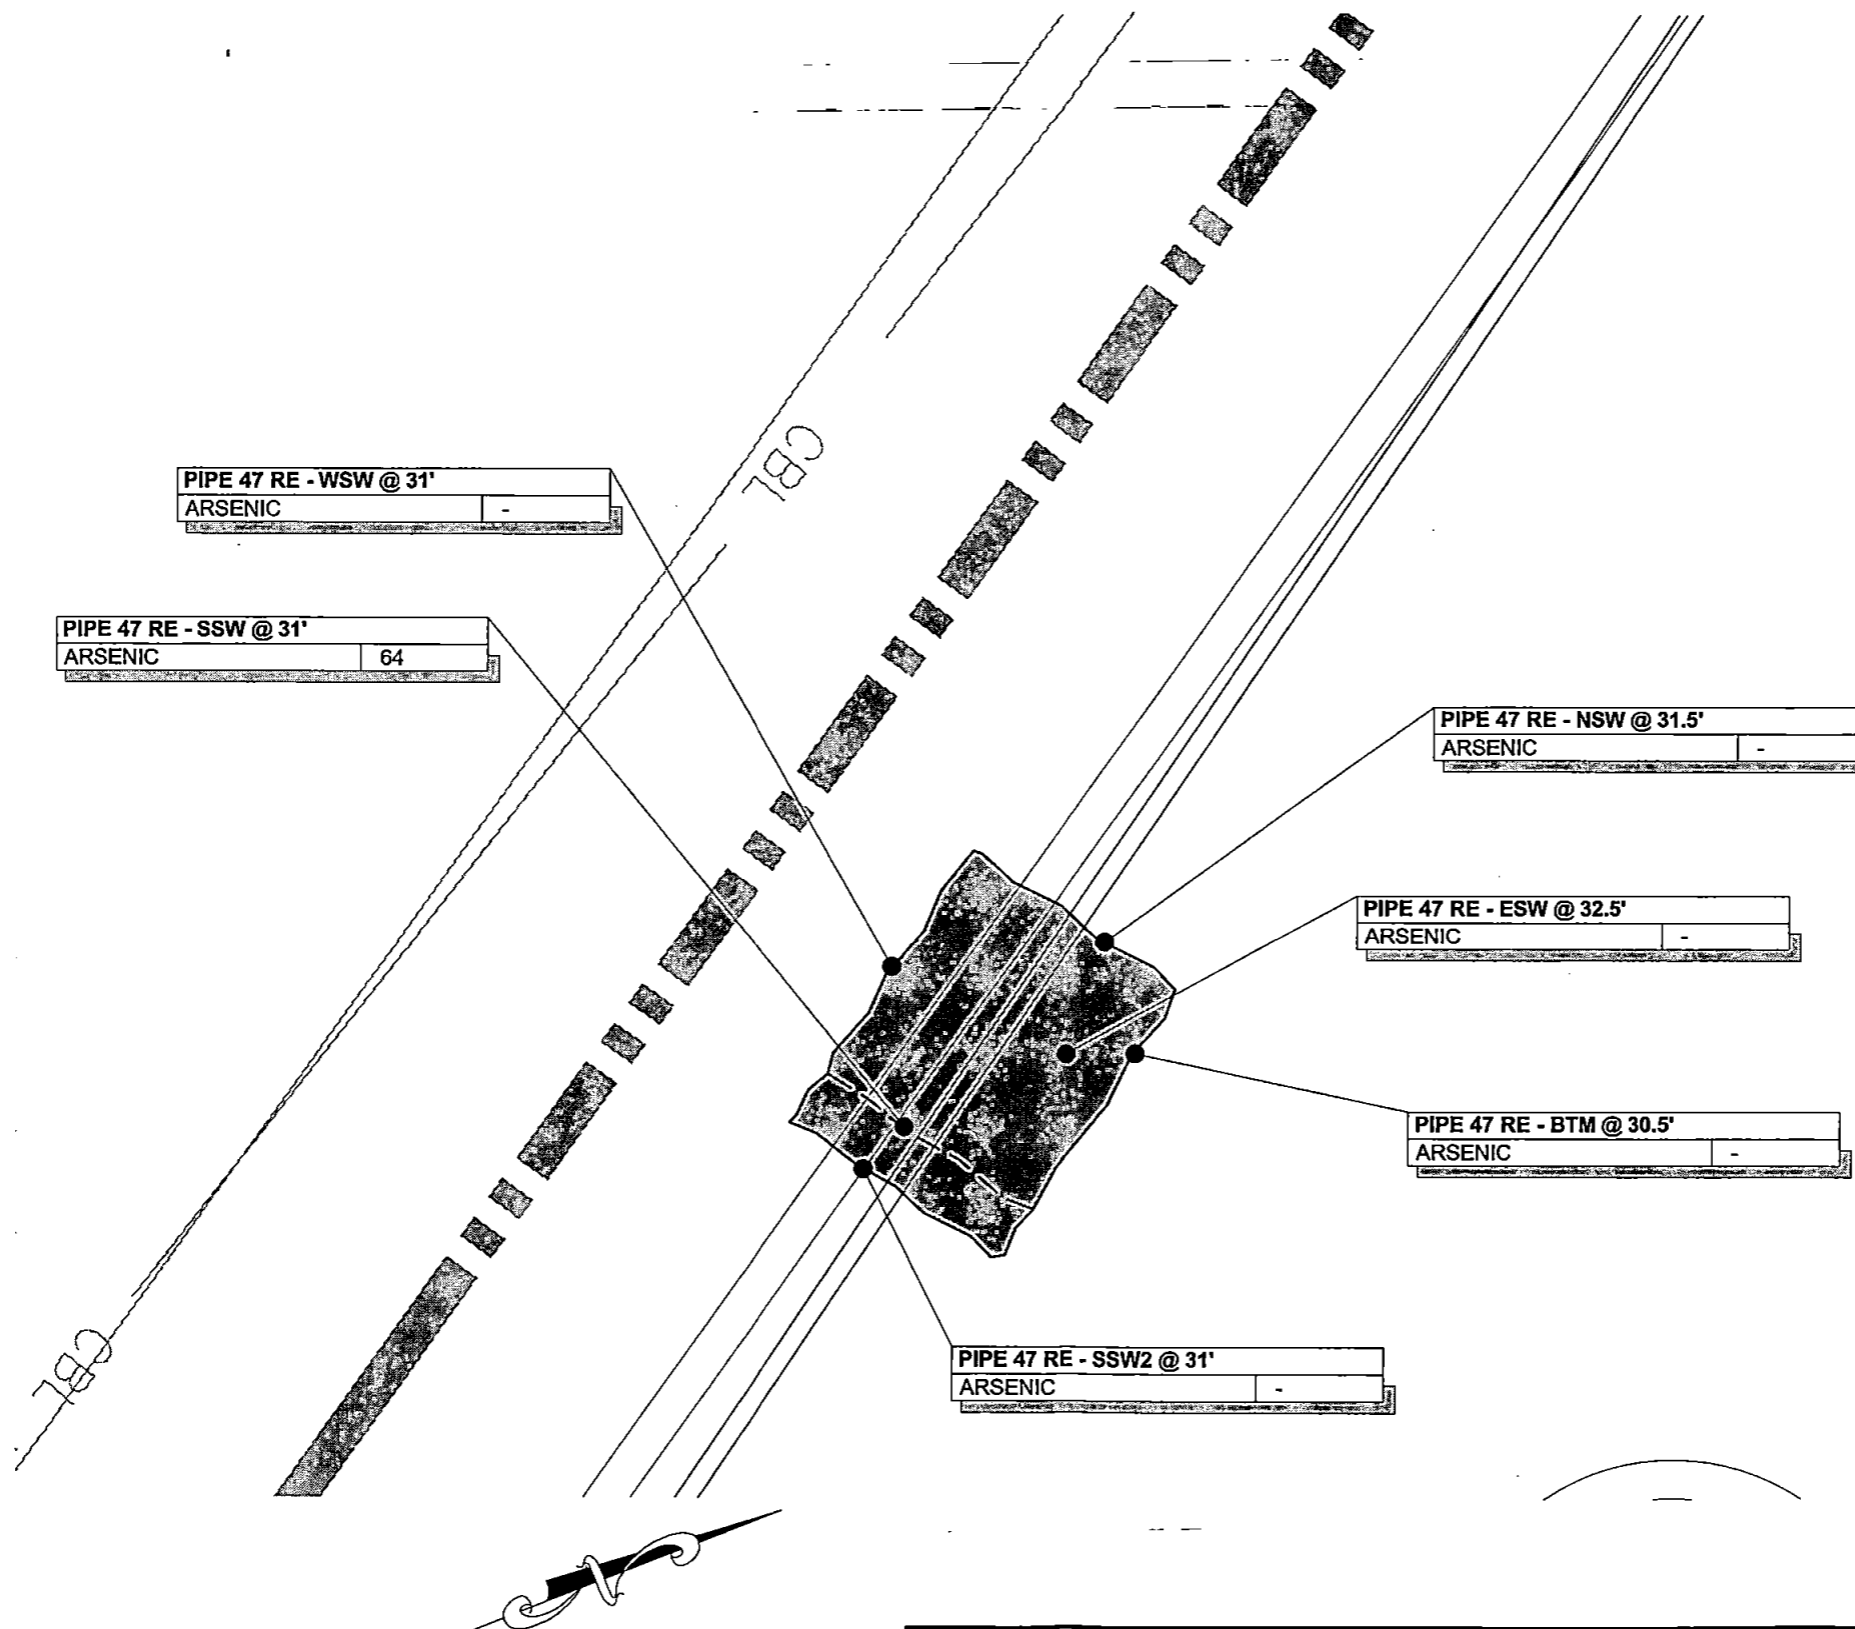 CBL
PIPE 47 RE - WSW @ 31'
ARSENIC -
PIPE 47 RE - SSW @ 31'
ARSENIC 64
PIPE 47 RE - NSW @ 31.5'
ARSENIC -
PIPE 47 RE - ESW @ 32.5'
ARSENIC -
PIPE 47 RE - BTM @ 30.5'
ARSENIC -
CBL
PIPE 47 RE - SSW2 @ 31'
ARSENIC -
N